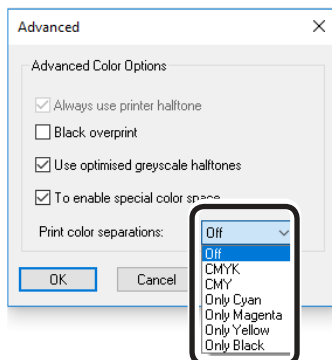 Advanced
Advanced Color Options
Always use printer halftone
Black overprint
Use optimised greyscale halftones
To enable special color space
Print color separations: Off
Off
CMYK
CMY
Only Cyan
Only Magenta
Only Yellow
Only Black
OK Cancel